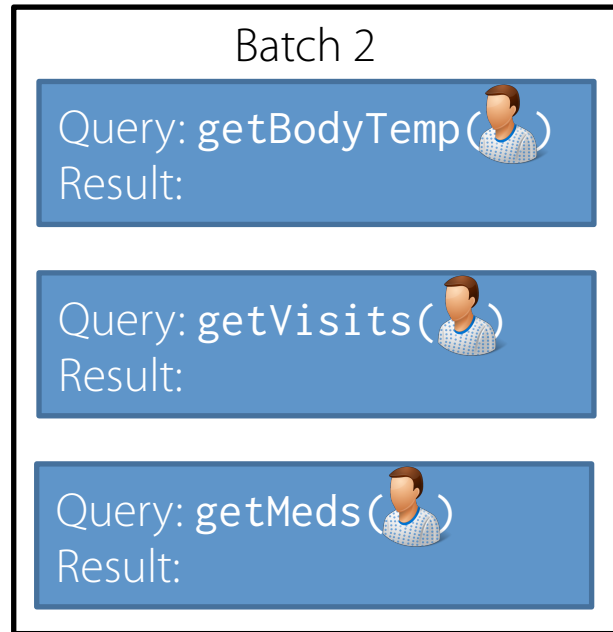 Batch 2
Query: getBodyTemp( )
Result:
Query: getVisits( )
Result:
Query: getMeds( )
Result: